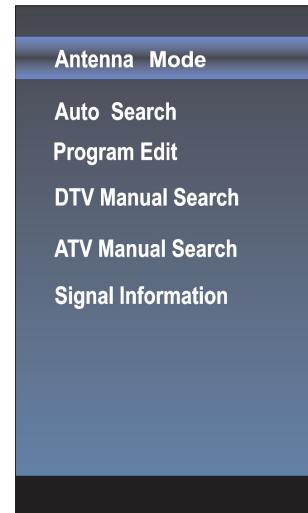 Antenna Mode
Auto Search
Program Edit
DTV Manual Search
ATV Manual Search
Signal Information